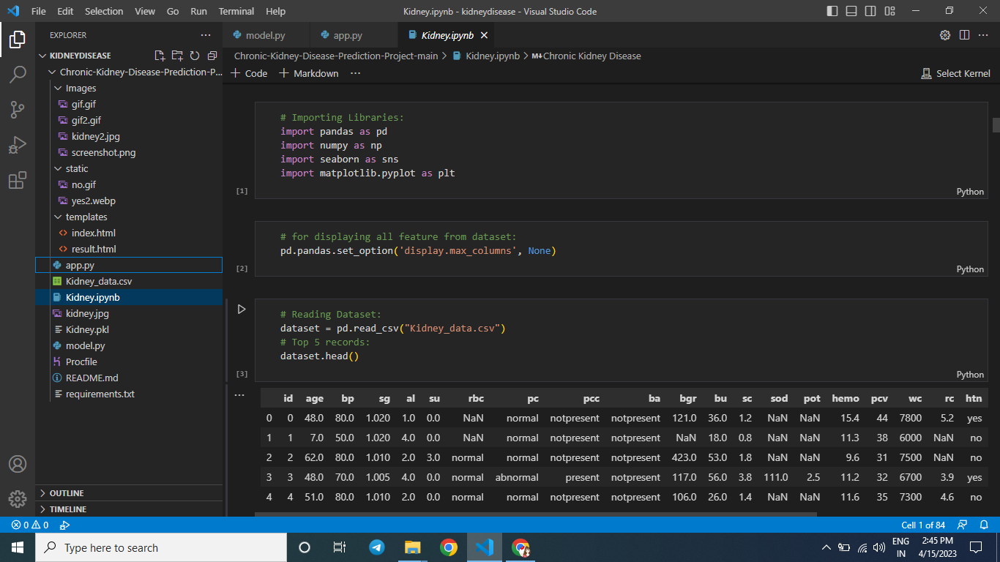 File Edit Selection View Go Run Terminal Help Kidney.ipynb - kidneydisease - Visual Studio Code
EXPLORER
KIDNEYDISEASE
Chronic-Kidney-Disease-Prediction-P...
Images
gif.gif
gif2.gif
kidney2.jpg
screenshot.png
static
no.gif
yes2.webp
templates
index.html
result.html
app.py
Kidney_data.csv
Kidney.ipynb
kidney.jpg
Kidney.pkl
model.py
Procfile
README.md
requirements.txt
OUTLINE
TIMELINE
model.py app.py Kidney.ipynb
Chronic-Kidney-Disease-Prediction-Project-main > Kidney.ipynb > Chronic Kidney Disease
+ Code + Markdown ... Select Kernel
# Importing Libraries:
import pandas as pd
import numpy as np
import seaborn as sns
import matplotlib.pyplot as plt
[1] Python
# for displaying all feature from dataset:
pd.pandas.set_option('display.max_columns', None)
[2] Python
# Reading Dataset:
dataset = pd.read_csv("Kidney_data.csv")
# Top 5 records:
dataset.head()
[3] Python
id age bp sg al su rbc pc pcc ba bgr bu sc sod pot hemo pcv wc rc htn
0 0 48.0 80.0 1.020 1.0 0.0 NaN normal notpresent notpresent 121.0 36.0 1.2 NaN NaN 15.4 44 7800 5.2 yes
1 1 7.0 50.0 1.020 4.0 0.0 NaN normal notpresent notpresent NaN 18.0 0.8 NaN NaN 11.3 38 6000 NaN no
2 2 62.0 80.0 1.010 2.0 3.0 normal normal notpresent notpresent 423.0 53.0 1.8 NaN NaN 9.6 31 7500 NaN no
3 3 48.0 70.0 1.005 4.0 0.0 normal abnormal present notpresent 117.0 56.0 3.8 111.0 2.5 11.2 32 6700 3.9 yes
4 4 51.0 80.0 1.010 2.0 0.0 normal normal notpresent notpresent 106.0 26.0 1.4 NaN NaN 11.6 35 7300 4.6 no
0 0 Cell 1 of 84
Type here to search
ENG
IN
2:45 PM
4/15/2023